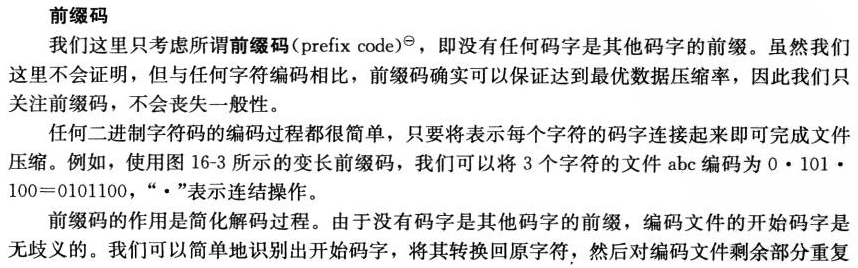 前缀码
我们这里只考虑所谓前缀码(prefix code)㊀，即没有任何码字是其他码字的前缀。虽然我们
这里不会证明，但与任何字符编码相比，前缀码确实可以保证达到最优数据压缩率，因此我们只
关注前缀码，不会丧失一般性。
任何二进制字符码的编码过程都很简单，只要将表示每个字符的码字连接起来即可完成文件
压缩。例如，使用图 16-3 所示的变长前缀码，我们可以将 3 个字符的文件 abc 编码为 0·101·
100=0101100，“·”表示连结操作。
前缀码的作用是简化解码过程。由于没有码字是其他码字的前缀，编码文件的开始码字是
无歧义的。我们可以简单地识别出开始码字，将其转换回原字符，然后对编码文件剩余部分重复